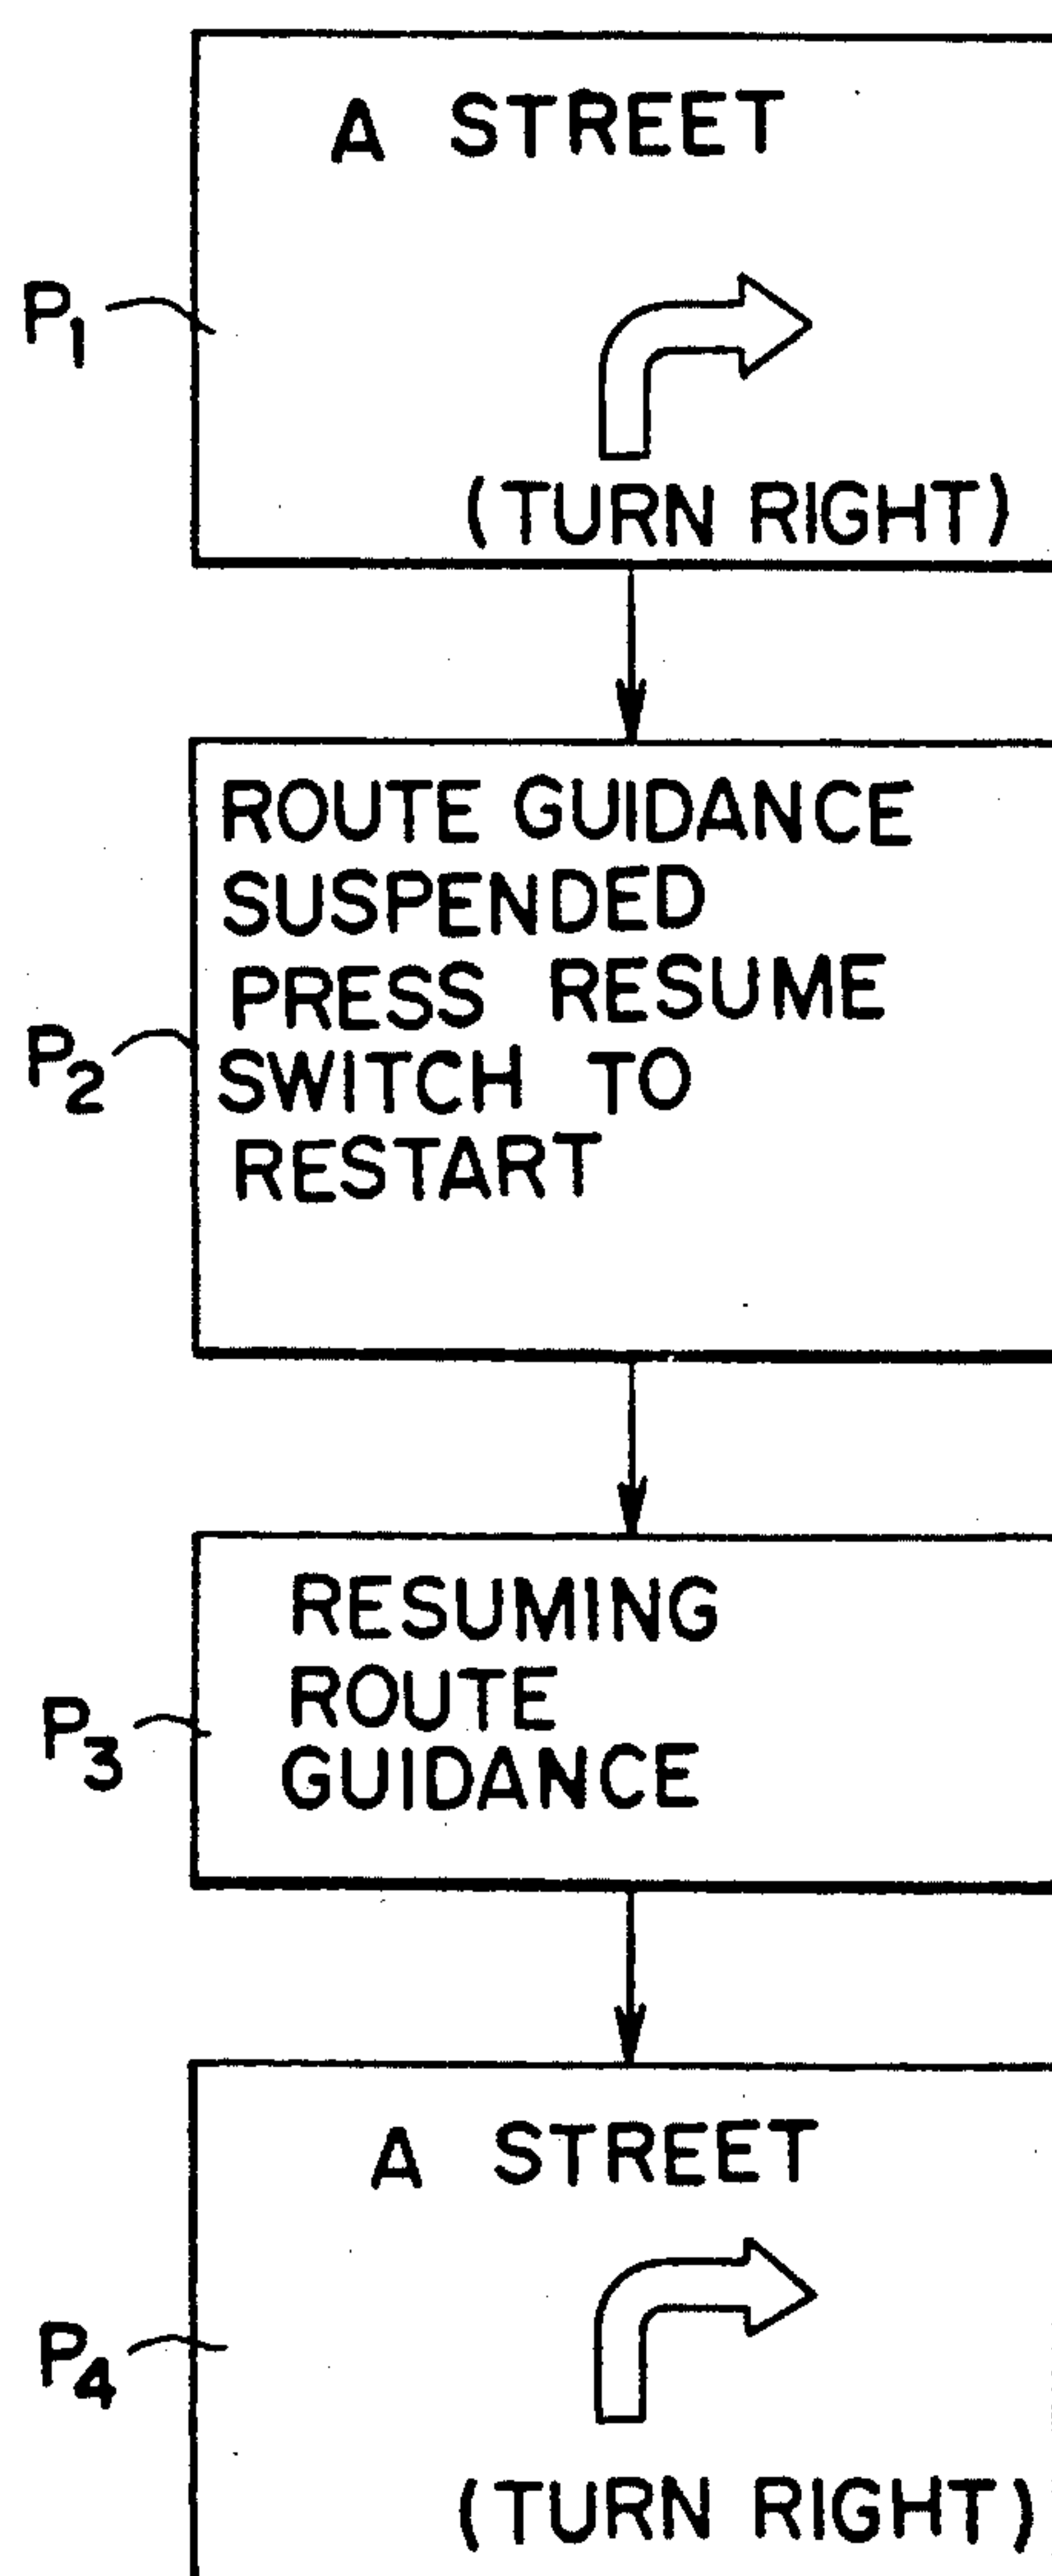 A STREET
P1
(TURN RIGHT)
ROUTE GUIDANCE
SUSPENDED
PRESS RESUME
P2
SWITCH TO
RESTART
RESUMING
ROUTE
P3
GUIDANCE
A STREET
P4
(TURN RIGHT)